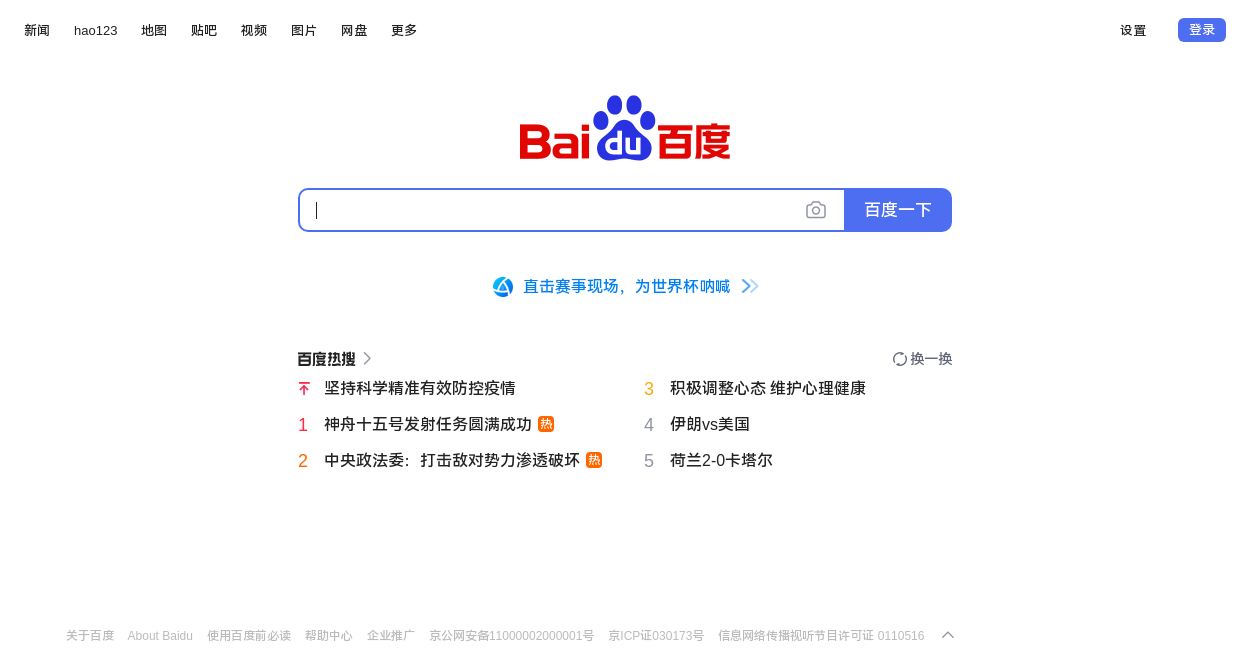 新闻 hao123 地图 贴吧 视频 图片 网盘 更多 设置 登录
Bai du 百度
百度一下
直击赛事现场，为世界杯呐喊
百度热搜 换一换
坚持科学精准有效防控疫情
3 积极调整心态 维护心理健康
1 神舟十五号发射任务圆满成功 热
4 伊朗vs美国
2 中央政法委：打击敌对势力渗透破坏 热
5 荷兰2-0卡塔尔
关于百度 About Baidu 使用百度前必读 帮助中心 企业推广 京公网安备11000002000001号 京ICP证030173号 信息网络传播视听节目许可证 0110516